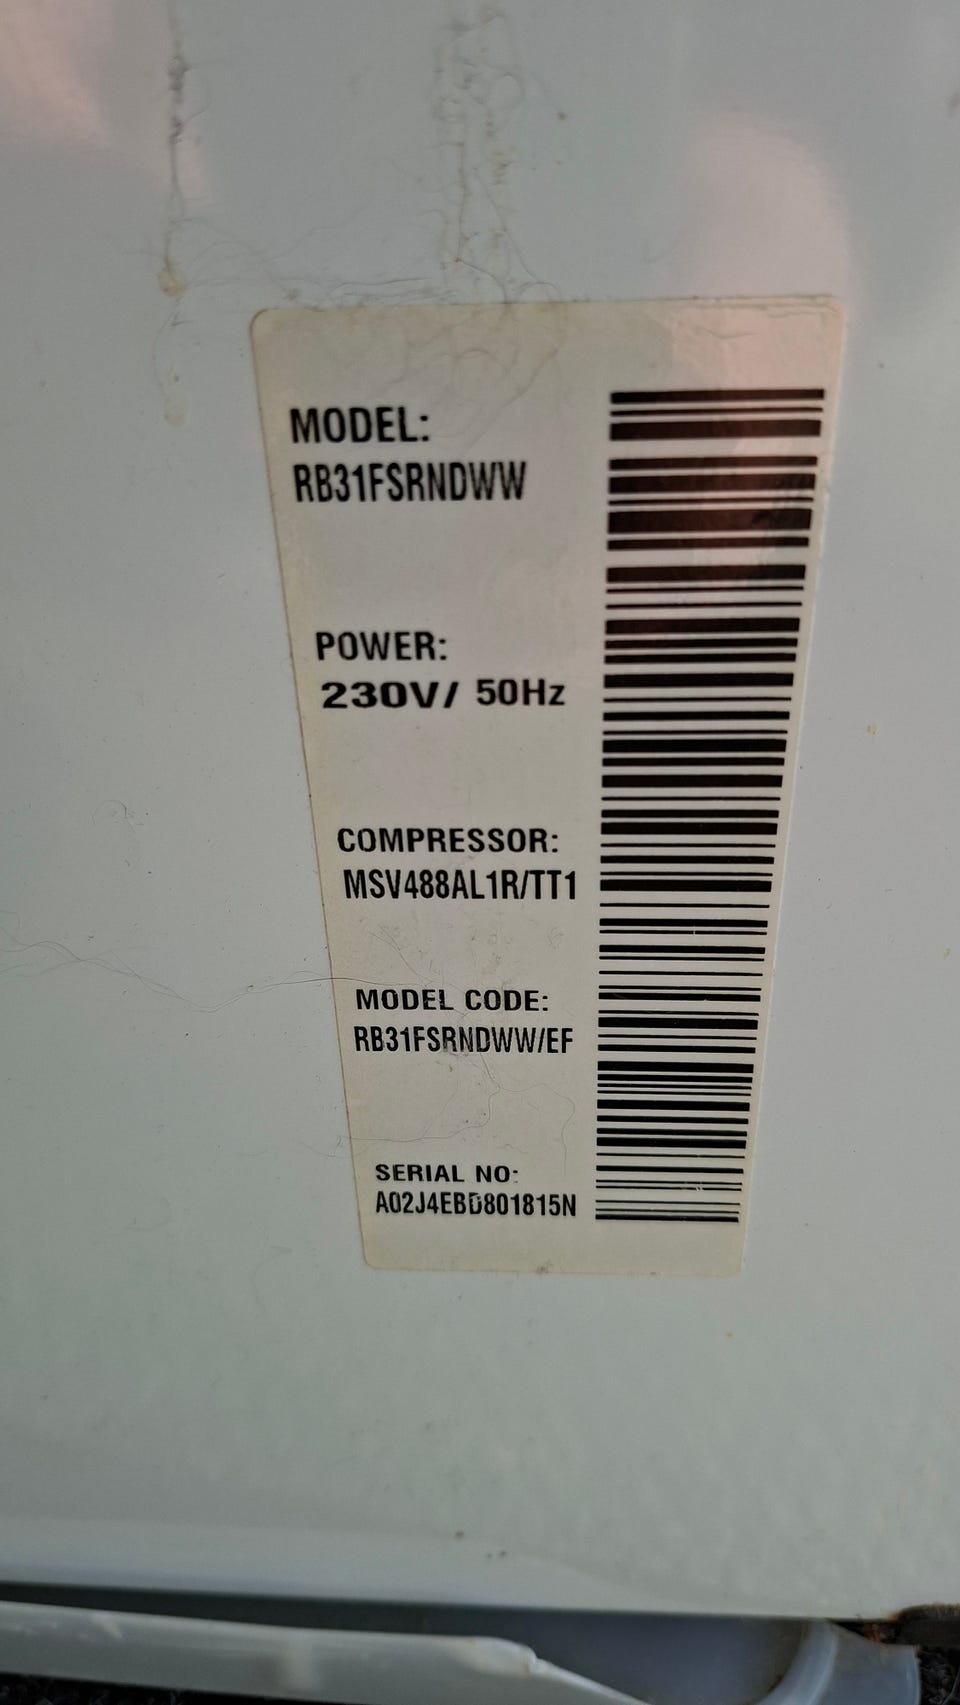 MODEL:
RB31FSRNDWW
POWER:
230V/ 50Hz
COMPRESSOR:
MSV488AL1R/TT1
MODEL CODE:
RB31FSRNDWW/EF
SERIAL NO:
A02J4EBD801815N